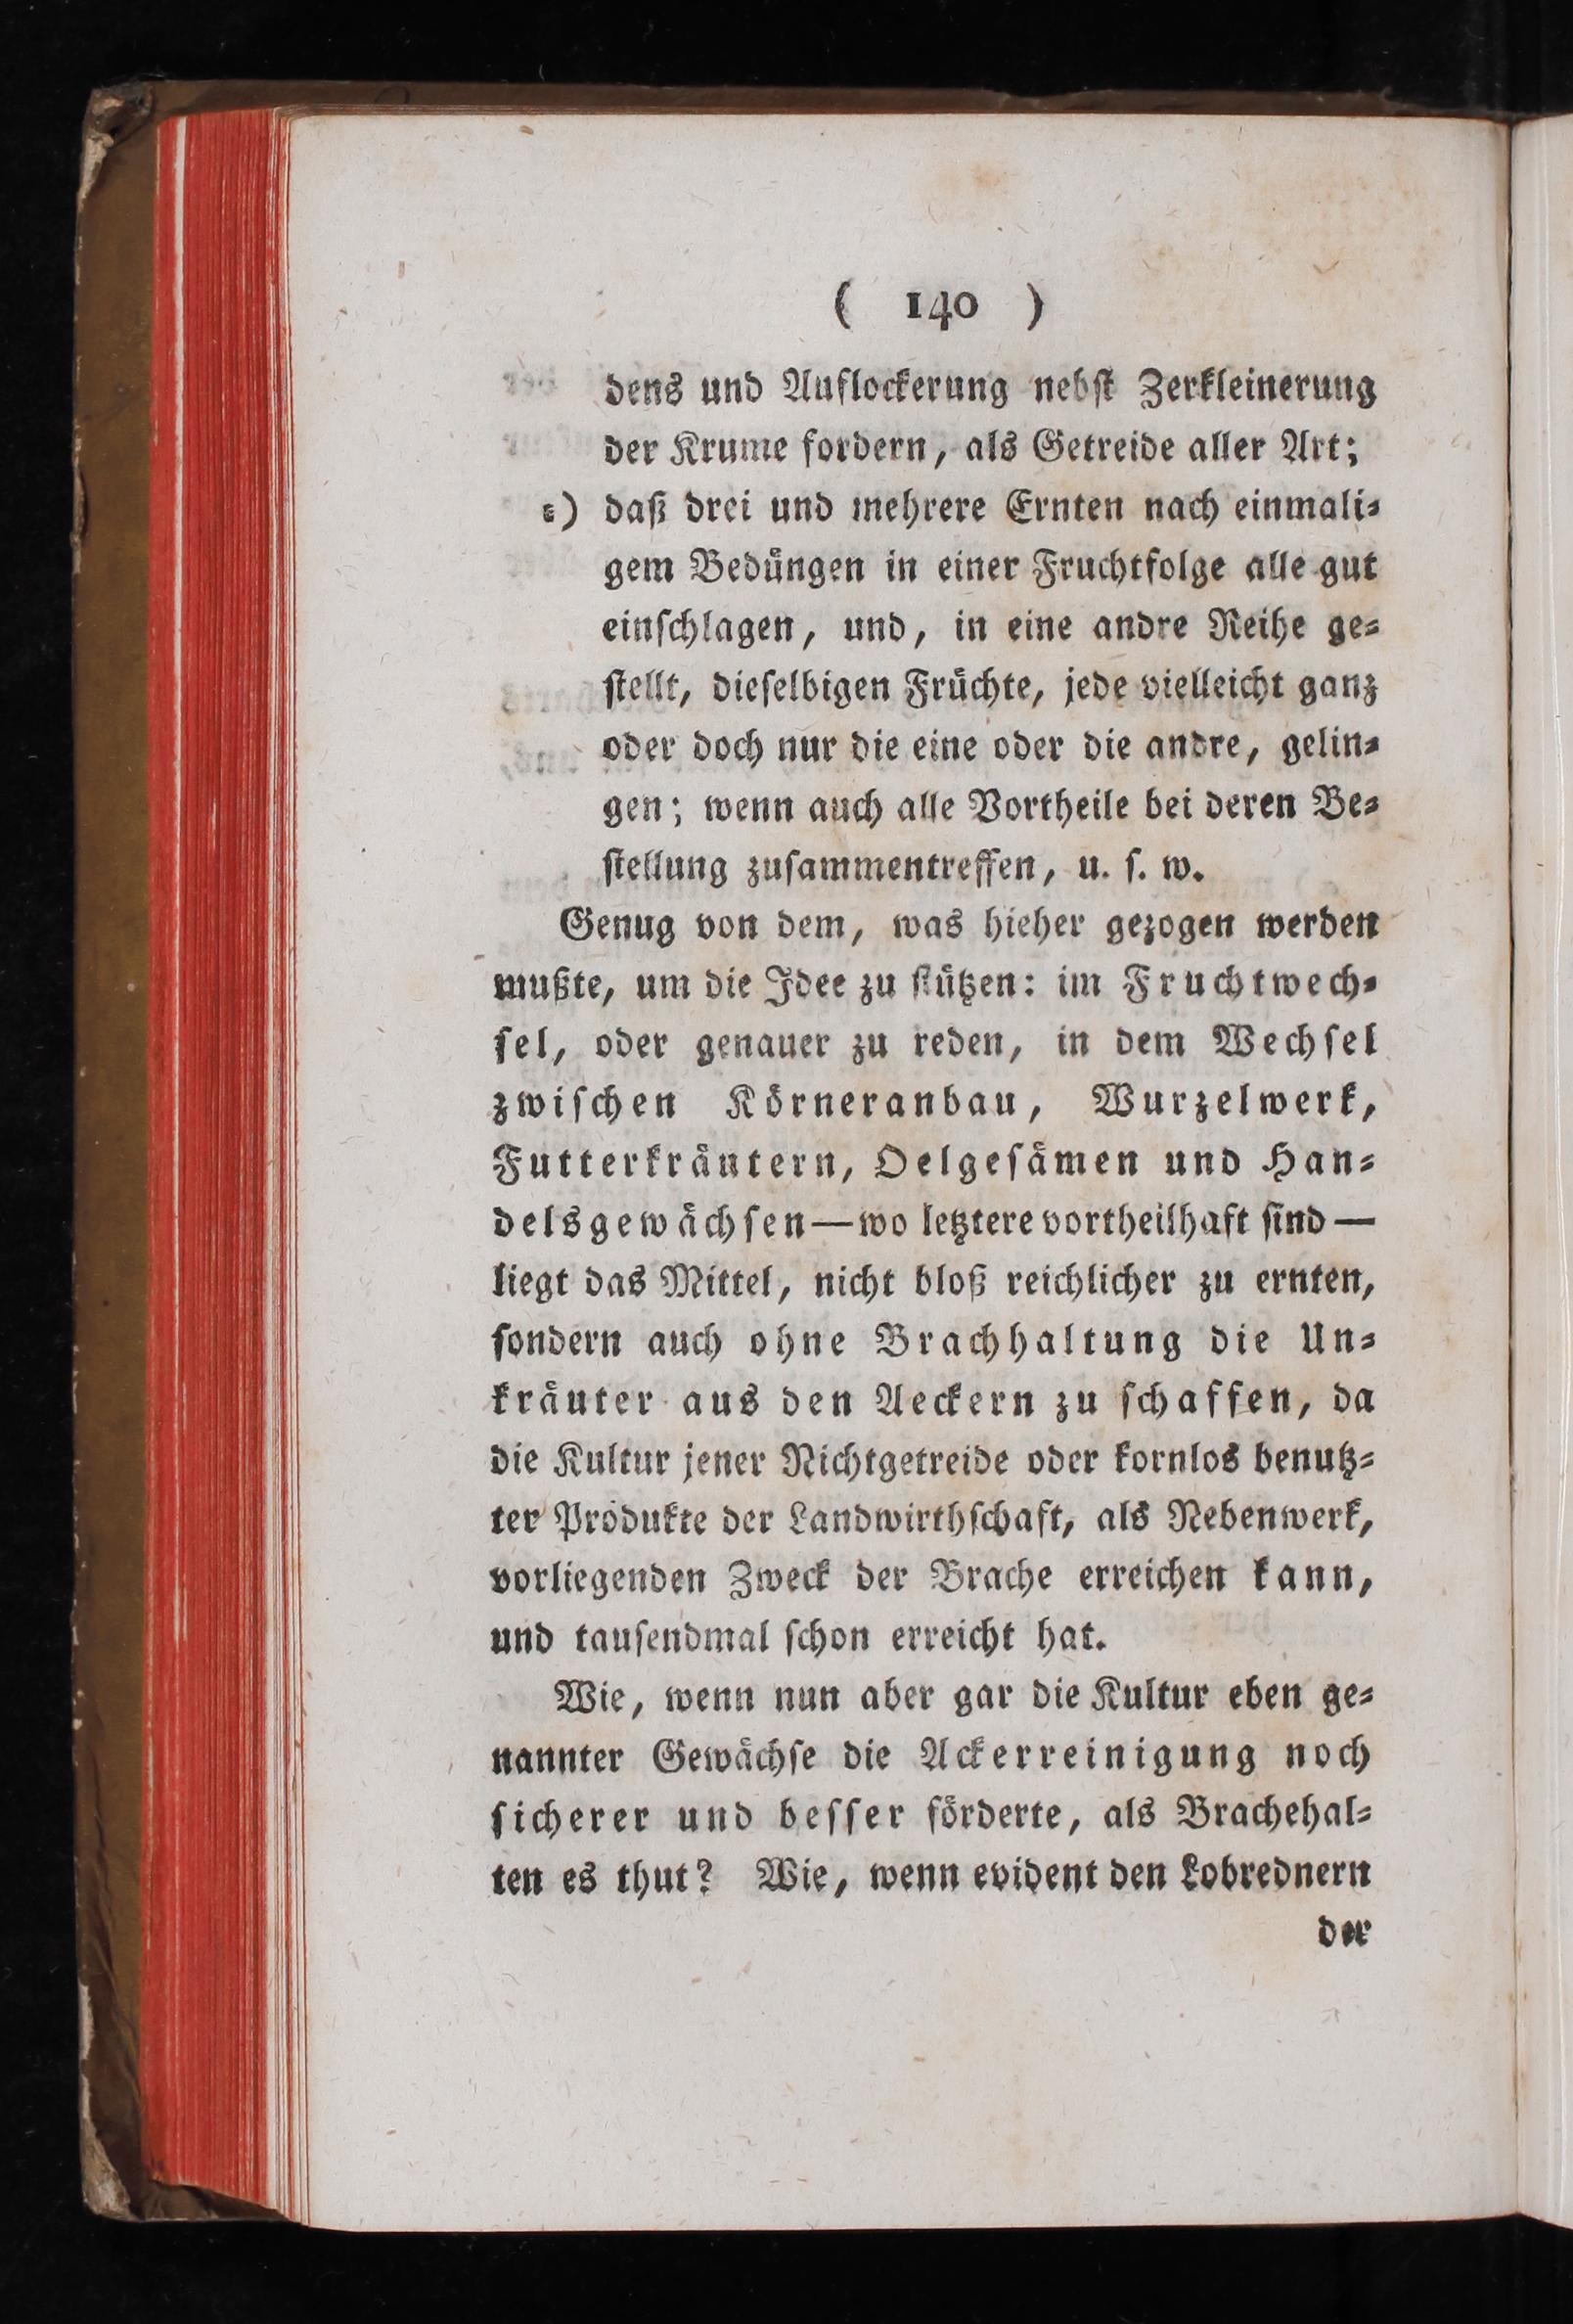 ( 140 )
dens und Auflockerung nebſt Zerkleinerung
der Krume fordern, als Getreide aller Art;
ε) daß drei und mehrere Ernten nach einmali⸗
gem Bedüngen in einer Fruchtfolge alle gut
einſchlagen, und, in eine andre Reihe ge⸗
ſtellt, dieſelbigen Früchte, jede vielleicht ganz
oder doch nur die eine oder die andre, gelin⸗
gen; wenn auch alle Vortheile bei deren Be⸗
ſtellung zuſammentreffen, u. ſ. w.
Genug von dem, was hieher gezogen werden
mußte, um die Idee zu ſtützen: im Fruchtwech⸗
ſel, oder genauer zu reden, in dem Wechſel
zwiſchen Körneranbau, Wurzelwerk,
Futterkräutern, Oelgeſämen und Han⸗
delsgewächſen—wo letztere vortheilhaft ſind—
liegt das Mittel, nicht bloß reichlicher zu ernten,
ſondern auch ohne Brachhaltung die Un⸗
kräuter aus den Aeckern zu ſchaffen, da
die Kultur jener Nichtgetreide oder kornlos benutz⸗
ter Produkte der Landwirthſchaft, als Nebenwerk,
vorliegenden Zweck der Brache erreichen kann,
und tauſendmal ſchon erreicht hat.
Wie, wenn nun aber gar die Kultur eben ge⸗
nannter Gewächſe die Ackerreinigung noch
ſicherer und beſſer förderte, als Brachehal⸗
ten es thut? Wie, wenn evident den Lobrednern
der